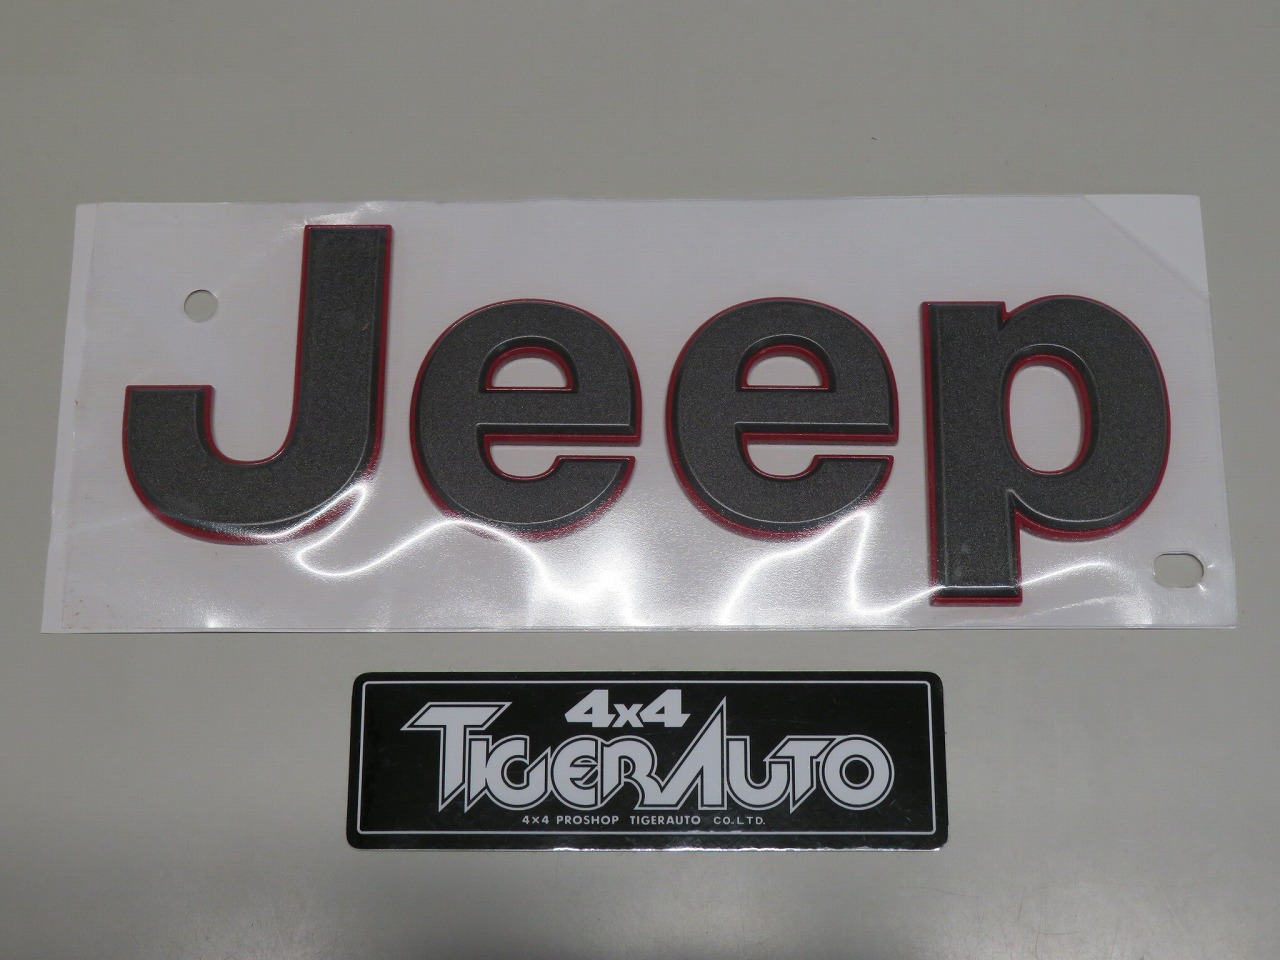 Jeep
4x4
TIGERAUTO
4x4 PROSHOP TIGERAUTO CO.LTD.